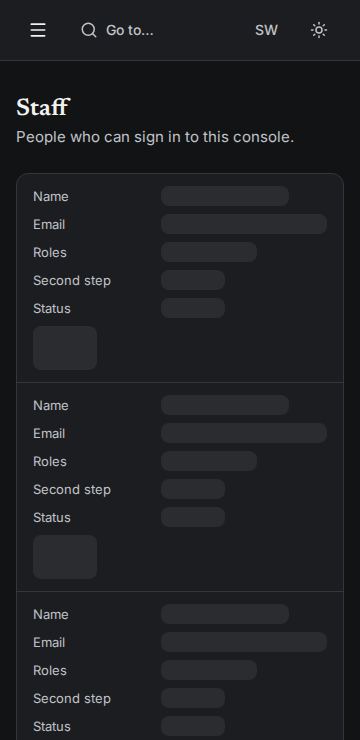 Go to...
SW
Staff
People who can sign in to this console.
Name
Email
Roles
Second step
Status
Name
Email
Roles
Second step
Status
Name
Email
Roles
Second step
Status